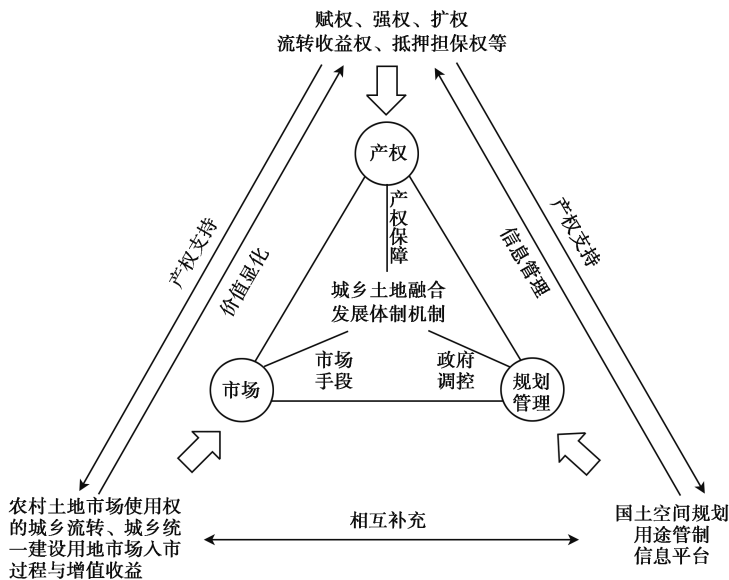 赋权、强权、扩权
流转收益权、抵押担保权等
产权
产权保障
产权支持
价值显化
信息管理
产权支持
城乡土地融合
发展体制机制
市场
手段
政府
调控
市场
规划
管理
农村土地市场使用权
的城乡流转、城乡统
一建设用地市场入市
过程与增值收益
相互补充
国土空间规划
用途管制
信息平台